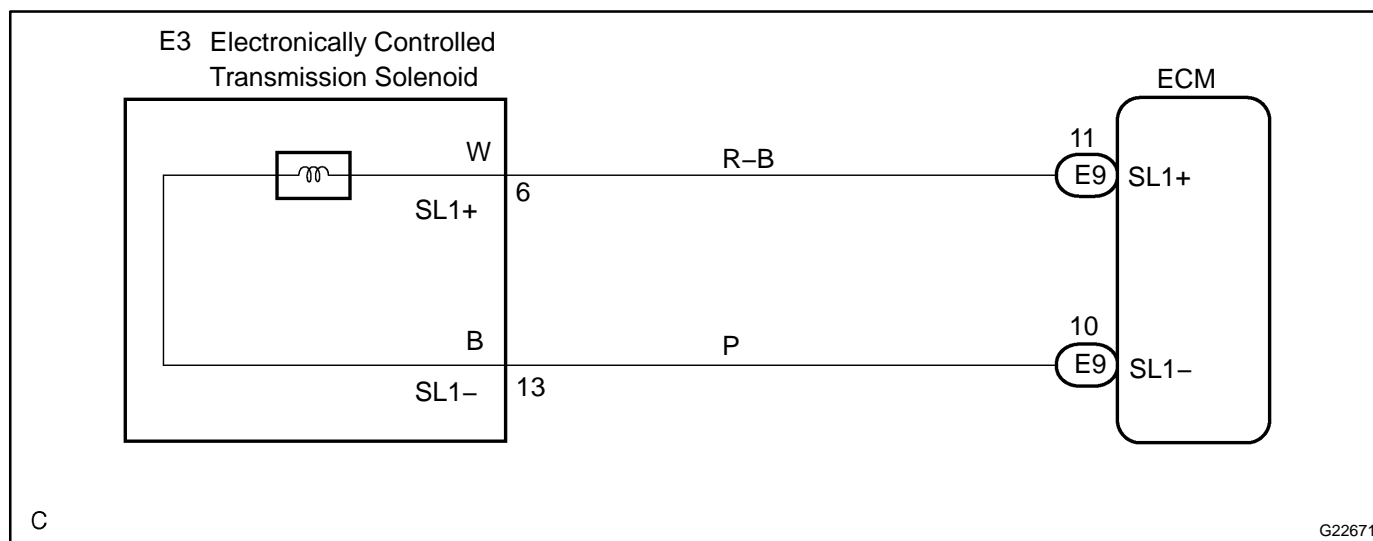 E3 Electronically Controlled
Transmission Solenoid
ECM
W
R−B
11
6
E9
SL1+
SL1+
B
P
10
13
E9
SL1−
SL1−
C
G22671